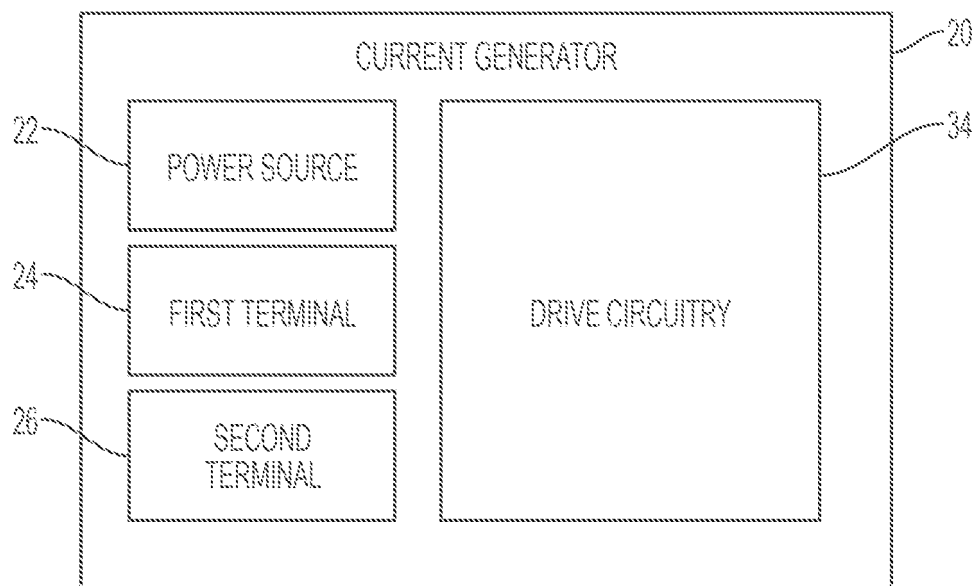 CURRENT GENERATOR
20
22
POWER SOURCE
34
24
FIRST TERMINAL
DRIVE CIRCUITRY
26
SECOND
TERMINAL